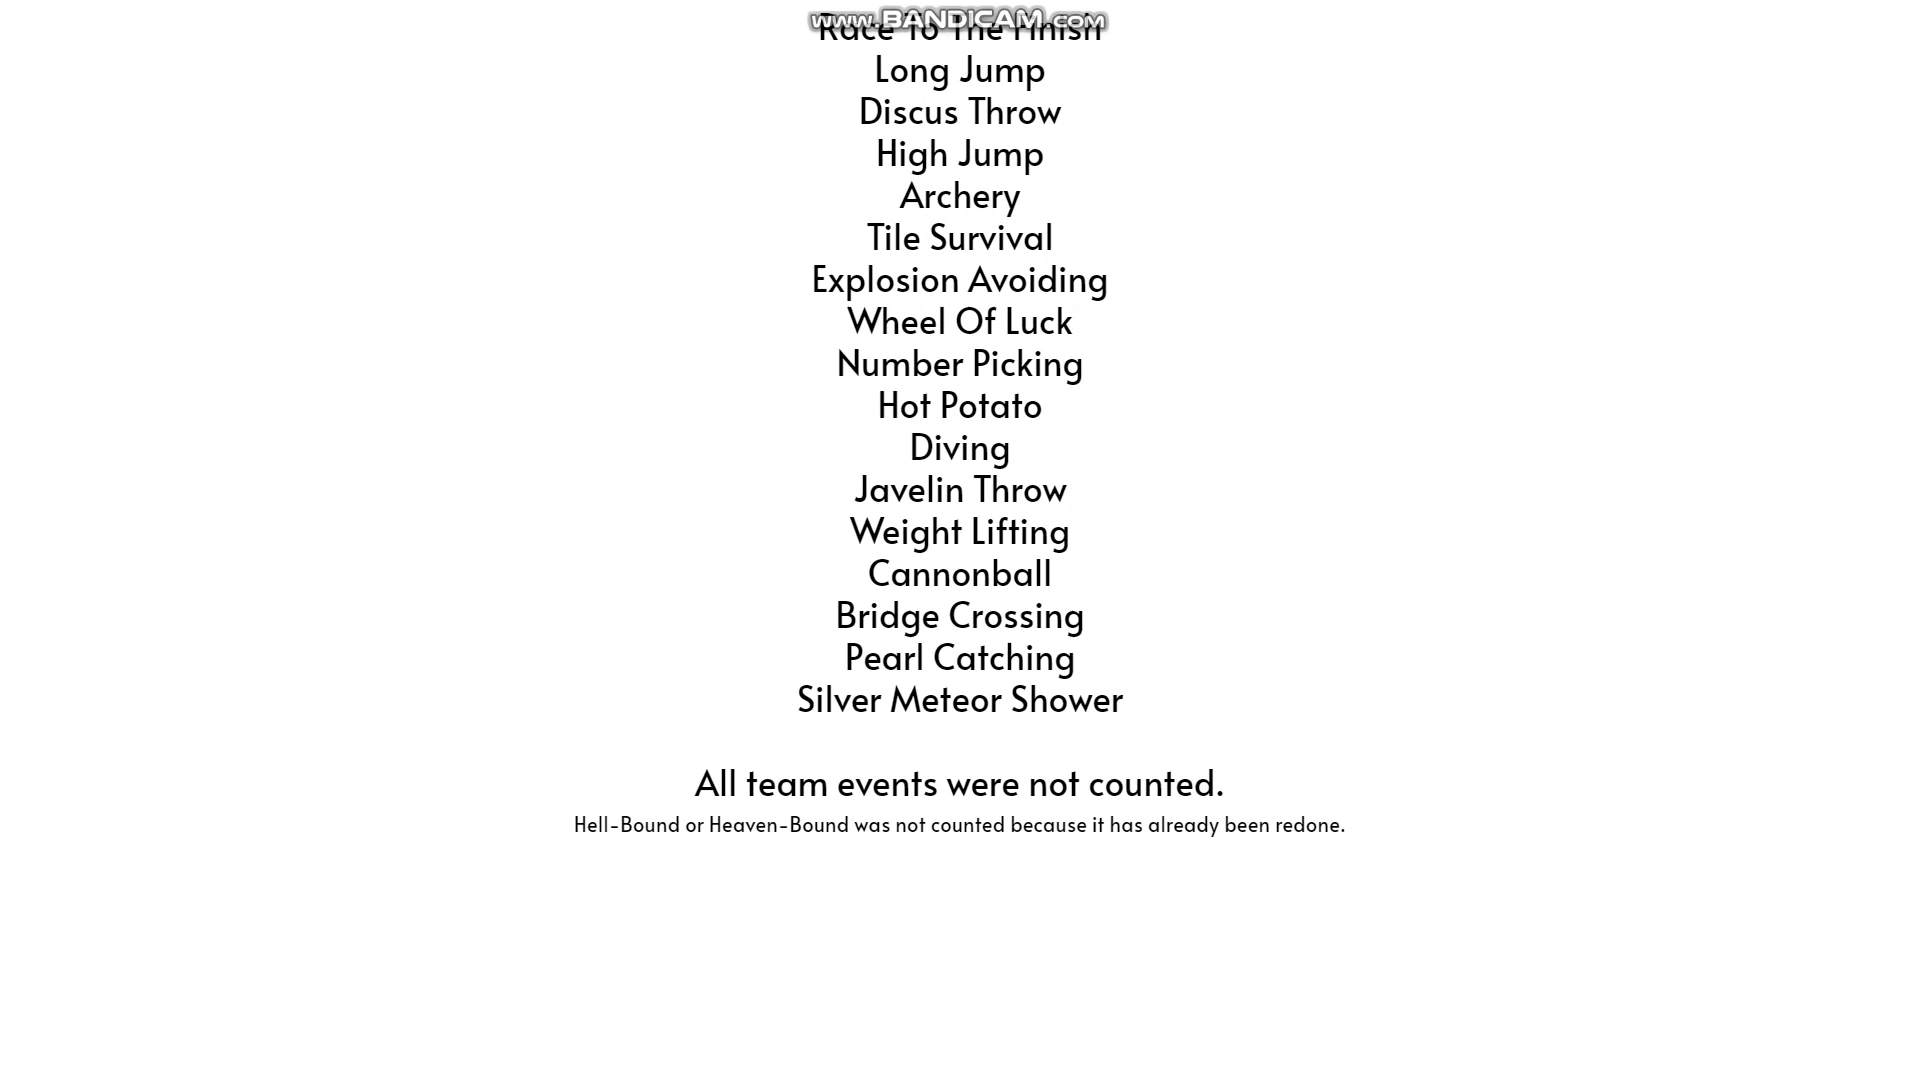 www.BANDICAM.com
Race To The Finish
Long Jump
Discus Throw
High Jump
Archery
Tile Survival
Explosion Avoiding
Wheel Of Luck
Number Picking
Hot Potato
Diving
Javelin Throw
Weight Lifting
Cannonball
Bridge Crossing
Pearl Catching
Silver Meteor Shower
All team events were not counted.
Hell-Bound or Heaven-Bound was not counted because it has already been redone.